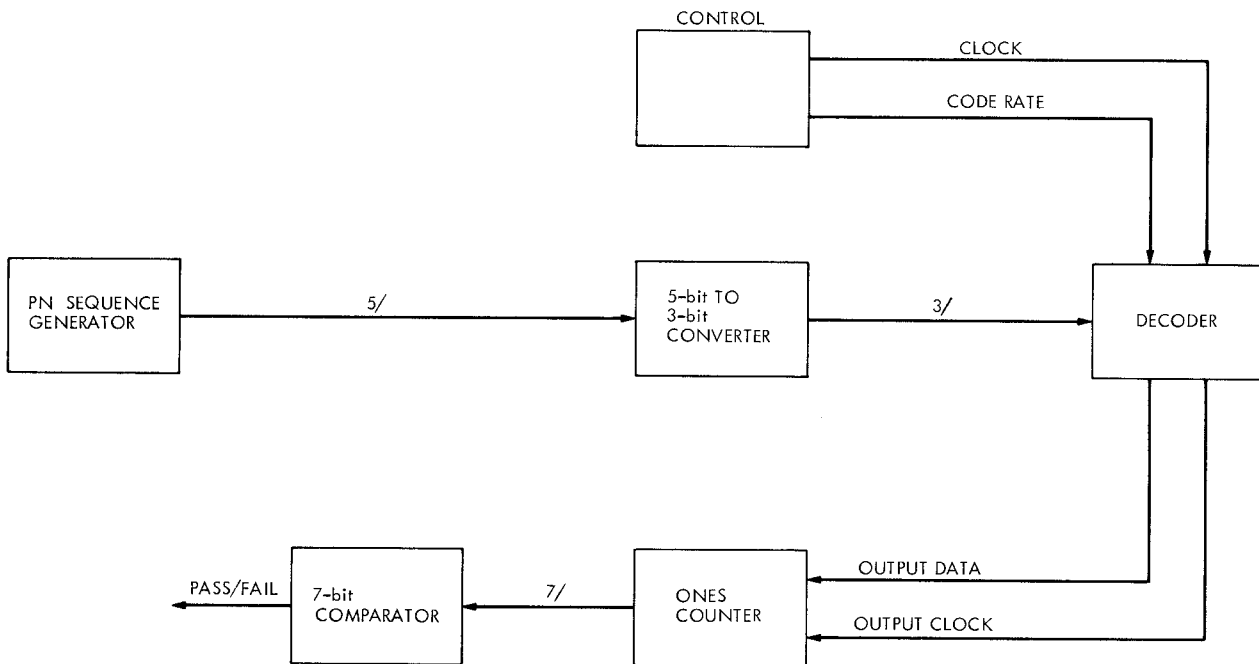 CONTROL
CLOCK
CODE RATE
PN SEQUENCE
GENERATOR
5/
5-bit TO
3-bit
CONVERTER
3/
DECODER
PASS/FAIL
7-bit
COMPARATOR
7/
ONES
COUNTER
OUTPUT DATA
OUTPUT CLOCK